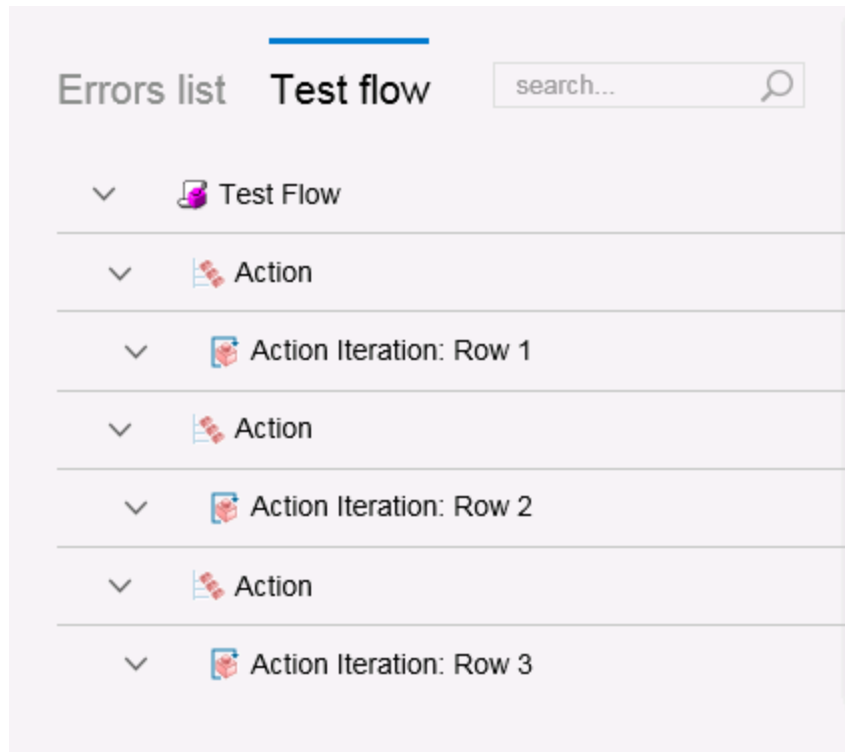 Errors list Test flow search...
Test Flow
Action
Action Iteration: Row 1
Action
Action Iteration: Row 2
Action
Action Iteration: Row 3